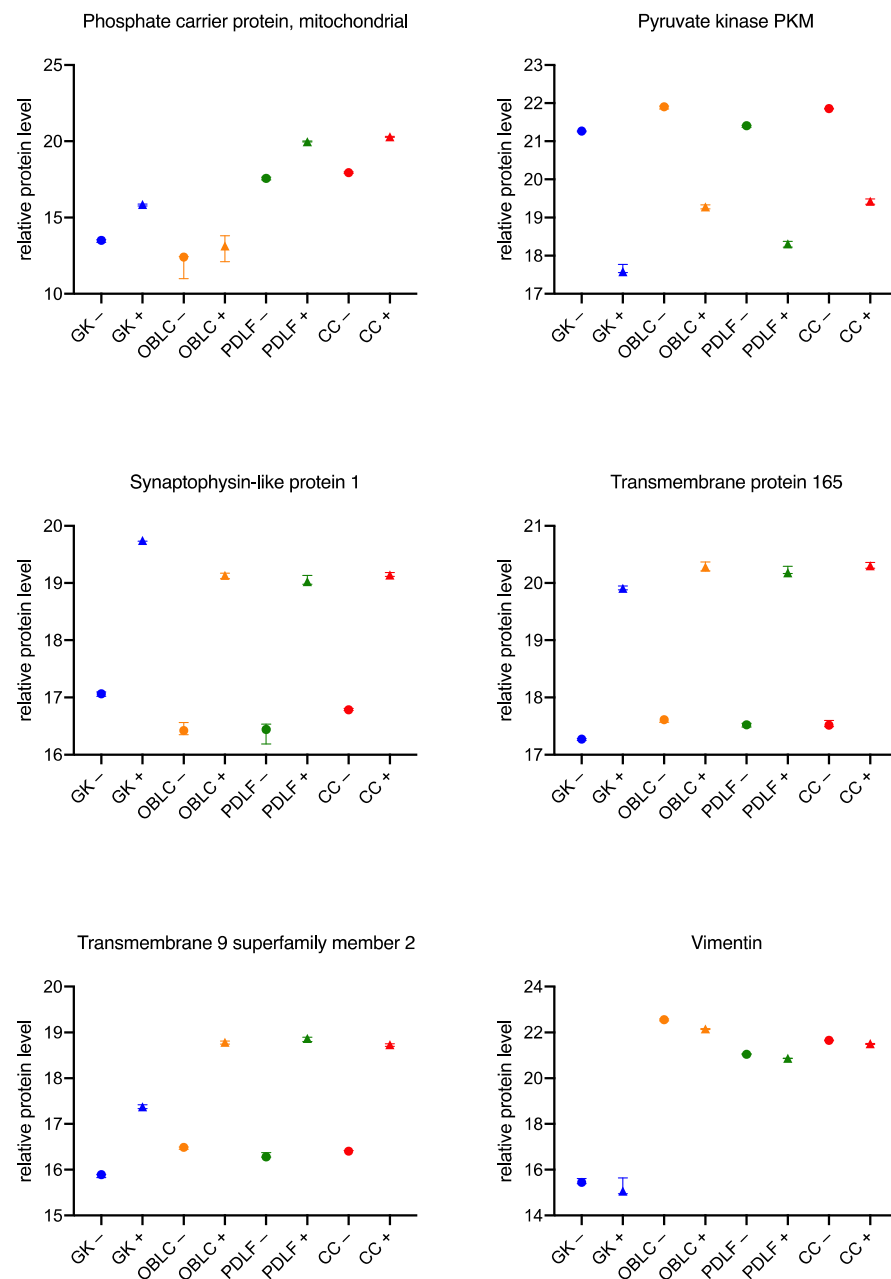 Phosphate carrier protein, mitochondrial
relative protein level
25
20
15
10
GK –
GK +
OBLC –
OBLC +
PDLF –
PDLF +
CC –
CC +
Pyruvate kinase PKM
relative protein level
23
22
21
20
19
18
17
GK –
GK +
OBLC –
OBLC +
PDLF –
PDLF +
CC –
CC +
Synaptophysin-like protein 1
relative protein level
20
19
18
17
16
GK –
GK +
OBLC –
OBLC +
PDLF –
PDLF +
CC –
CC +
Transmembrane protein 165
relative protein level
21
20
19
18
17
GK –
GK +
OBLC –
OBLC +
PDLF –
PDLF +
CC –
CC +
Transmembrane 9 superfamily member 2
relative protein level
20
19
18
17
16
15
GK –
GK +
OBLC –
OBLC +
PDLF –
PDLF +
CC –
CC +
Vimentin
relative protein level
24
22
20
18
16
14
GK –
GK +
OBLC –
OBLC +
PDLF –
PDLF +
CC –
CC +